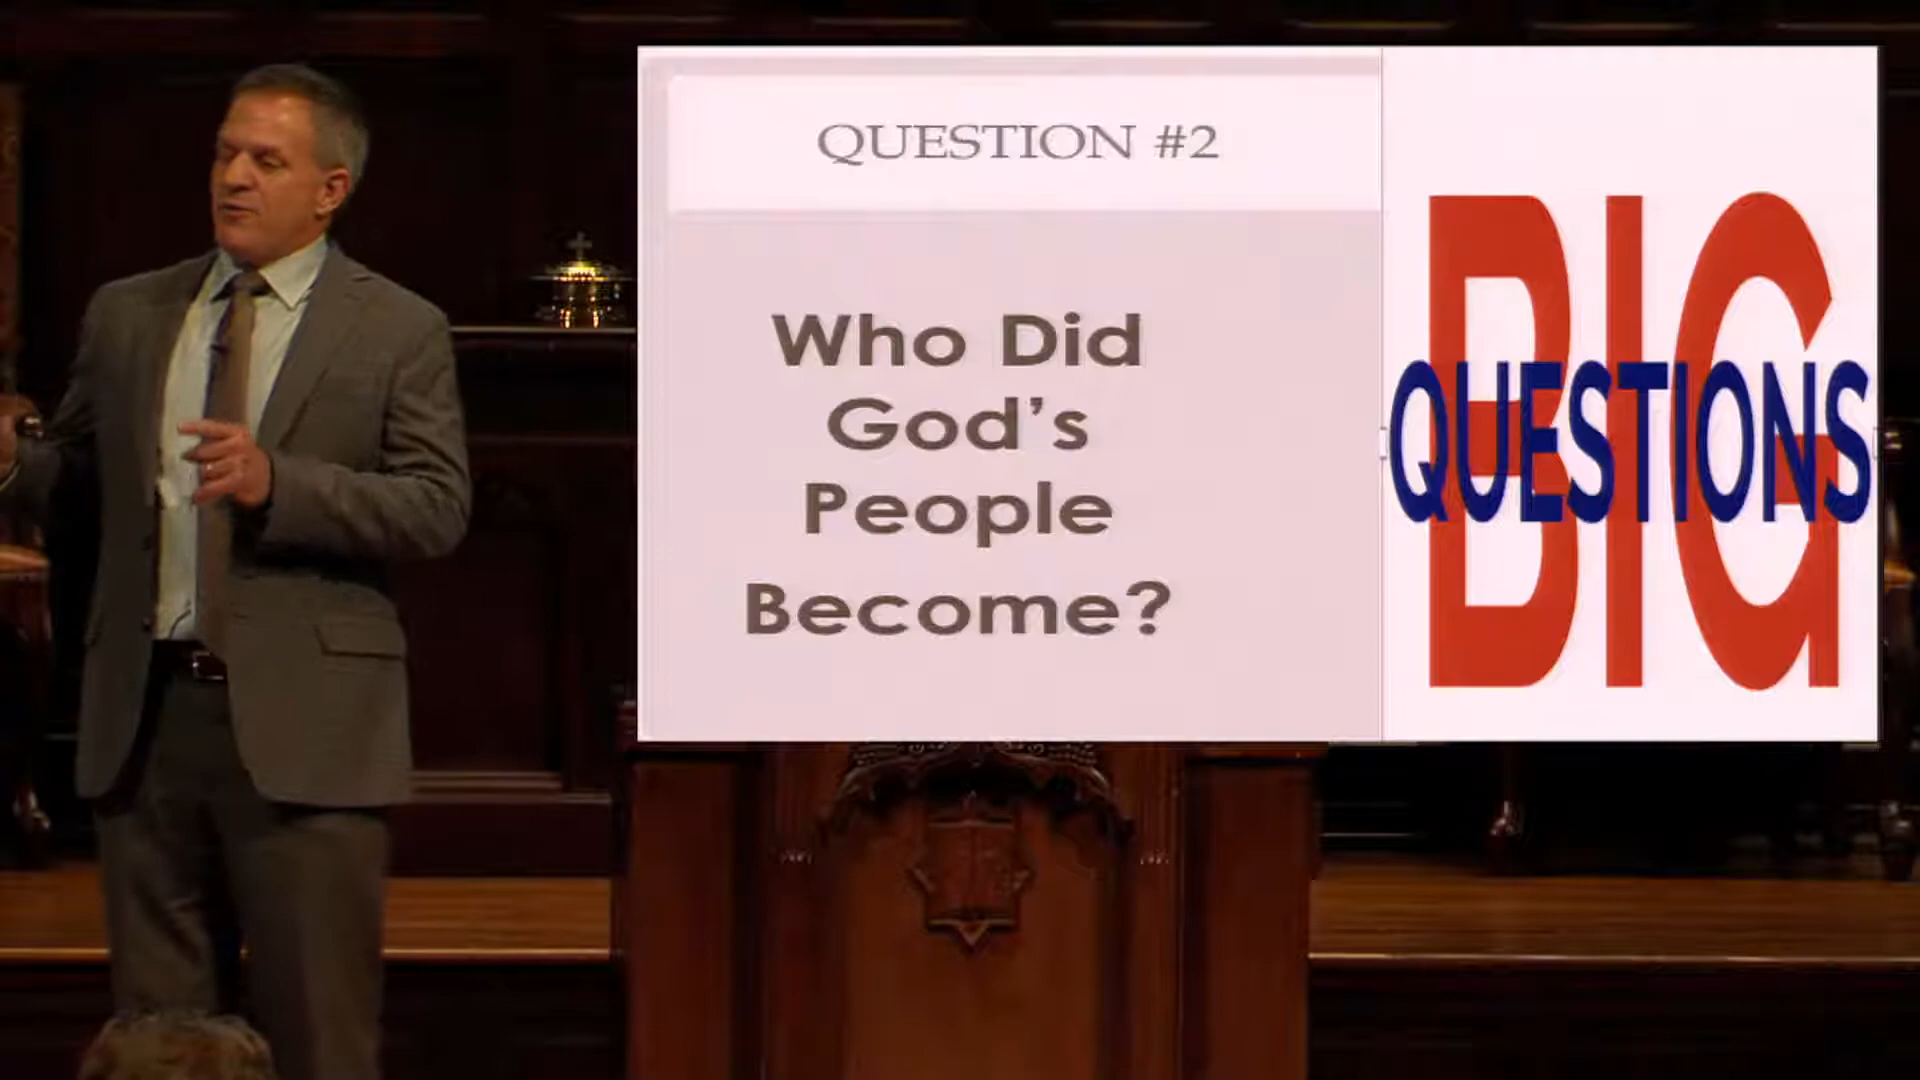 QUESTION #2
Who Did
God’s
People
Become?
BIG
QUESTIONS